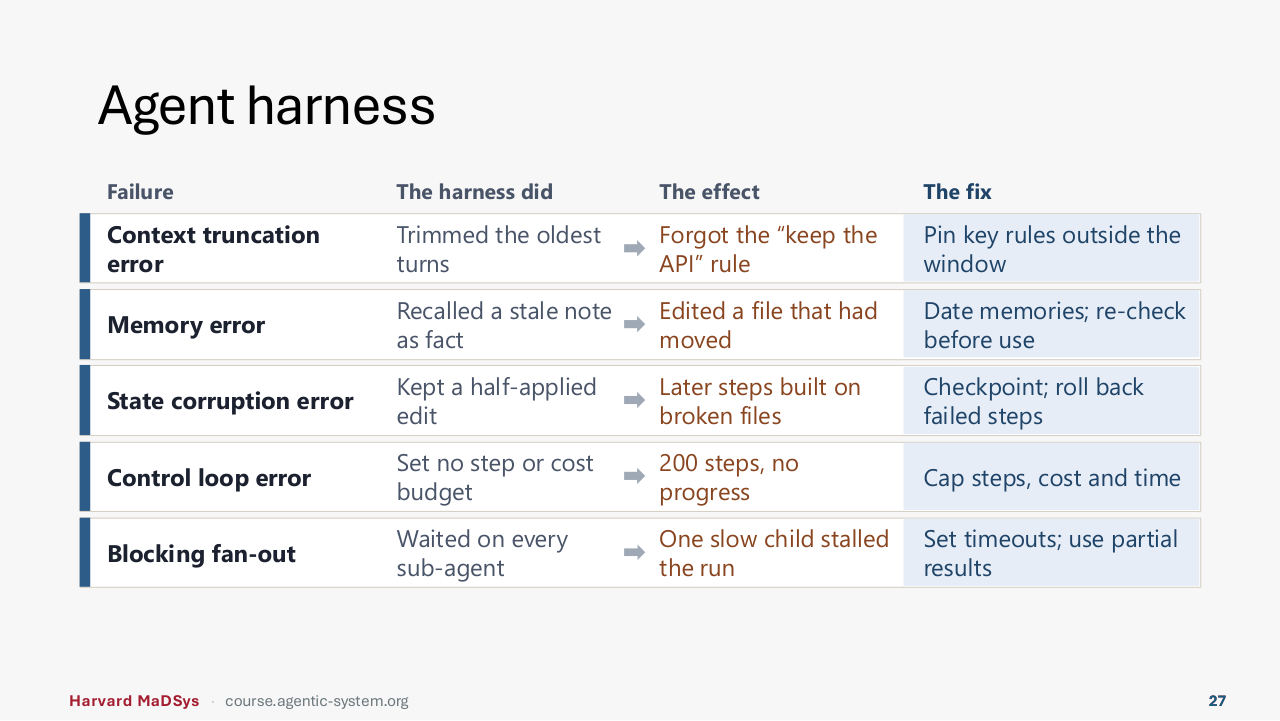 Agent harness
Failure
The harness did
The effect
The fix
Context truncation
error
Trimmed the oldest
turns
Forgot the “keep the
API” rule
Pin key rules outside the
window
Memory error
Recalled a stale note
as fact
Edited a file that had
moved
Date memories; re-check
before use
State corruption error
Kept a half-applied
edit
Later steps built on
broken files
Checkpoint; roll back
failed steps
Control loop error
Set no step or cost
budget
200 steps, no
progress
Cap steps, cost and time
Blocking fan-out
Waited on every
sub-agent
One slow child stalled
the run
Set timeouts; use partial
results
Harvard MaDSys · course.agentic-system.org
27